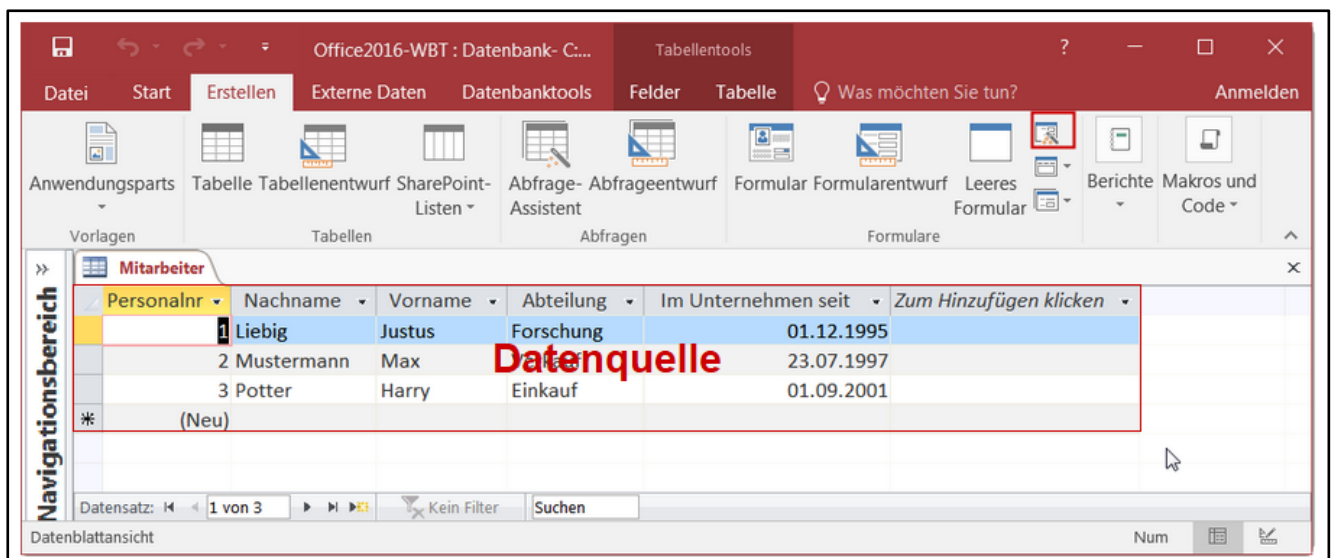 Office2016-WBT : Datenbank- C:... Tabellentools ?
Datei Start Erstellen Externe Daten Datenbanktools Felder Tabelle Was möchten Sie tun? Anmelden
Anwendungsparts Tabelle Tabellenentwurf SharePoint- Abfrage- Abfrageentwurf Formular Formularentwurf Leeres Berichte Makros und
Listen Assistent Formular Code
Vorlagen Tabellen Abfragen Formulare
» Mitarbeiter
Navigationsbereich
Personalnr Nachname Vorname Abteilung Im Unternehmen seit Zum Hinzufügen klicken
1 Liebig Justus Forschung 01.12.1995
2 Mustermann Max 23.07.1997
Datenquelle
3 Potter Harry Einkauf 01.09.2001
(Neu)
Datensatz: 1 von 3 Kein Filter Suchen
Datenblattansicht Num